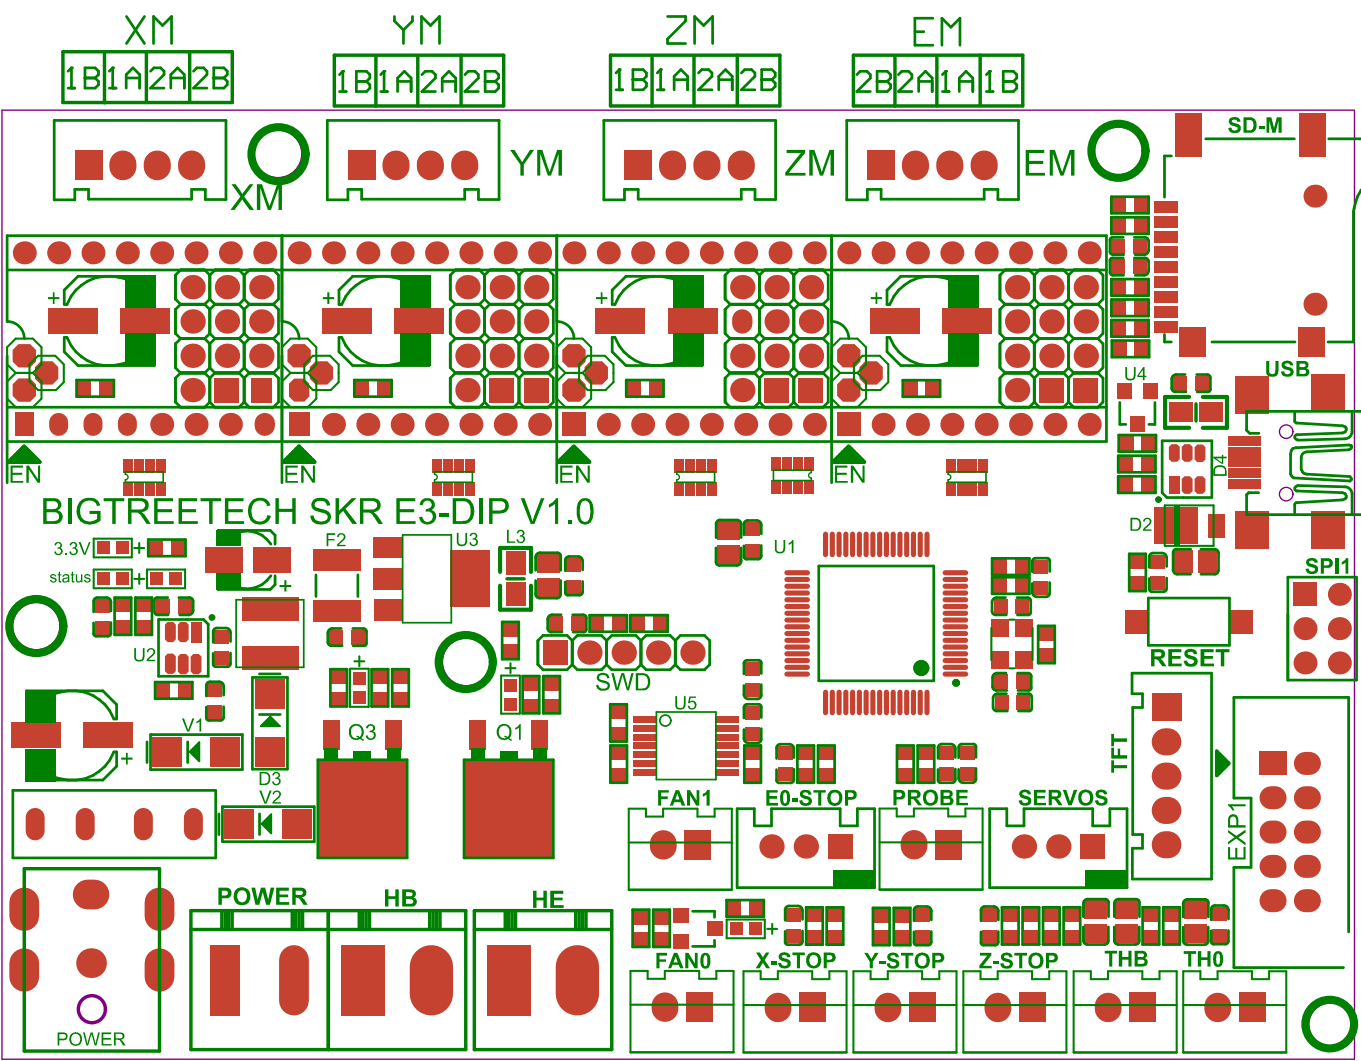 XM YM ZM EM
1B 1A 2A 2B 1B 1A 2A 2B 1B 1A 2A 2B 2B 2A 1A 1B
SD-M
YM ZM EM
XM
+ + + +
USB
U4
EN EN EN EN
D4
BIGTREETECH SKR E3-DIP V1.0
D2
3.3V + F2 U3 L3 U1
status + +
SPI1
U2
+ +
RESET
SWD
V1 Q3 Q1 U5
+
TFT
D3
V2
FAN1 E0-STOP PROBE SERVOS
EXP1
POWER HB HE
+
FAN0 X-STOP Y-STOP Z-STOP THB TH0
POWER